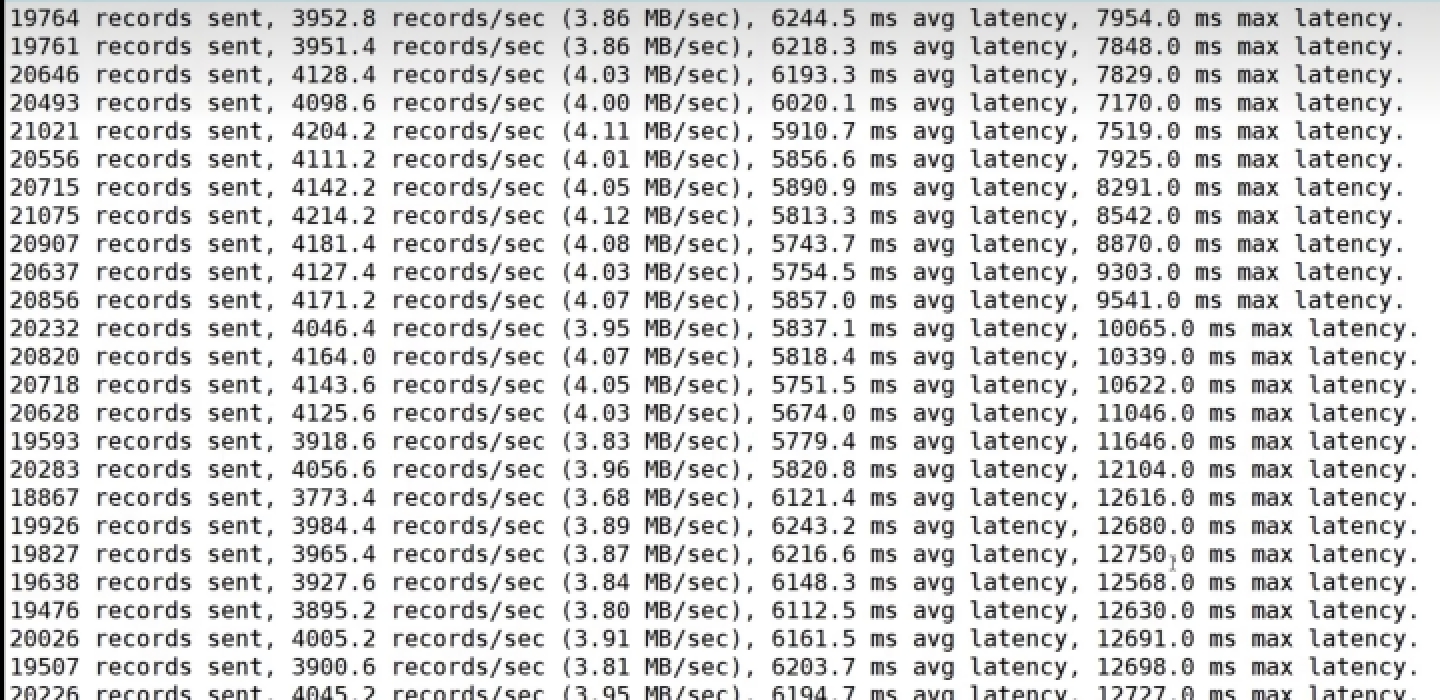 19764 records sent, 3952.8 records/sec (3.86 MB/sec), 6244.5 ms avg latency, 7954.0 ms max latency.
19761 records sent, 3951.4 records/sec (3.86 MB/sec), 6218.3 ms avg latency, 7848.0 ms max latency.
20646 records sent, 4128.4 records/sec (4.03 MB/sec), 6193.3 ms avg latency, 7829.0 ms max latency.
20493 records sent, 4098.6 records/sec (4.00 MB/sec), 6020.1 ms avg latency, 7170.0 ms max latency.
21021 records sent, 4204.2 records/sec (4.11 MB/sec), 5910.7 ms avg latency, 7519.0 ms max latency.
20556 records sent, 4111.2 records/sec (4.01 MB/sec), 5856.6 ms avg latency, 7925.0 ms max latency.
20715 records sent, 4142.2 records/sec (4.05 MB/sec), 5890.9 ms avg latency, 8291.0 ms max latency.
21075 records sent, 4214.2 records/sec (4.12 MB/sec), 5813.3 ms avg latency, 8542.0 ms max latency.
20907 records sent, 4181.4 records/sec (4.08 MB/sec), 5743.7 ms avg latency, 8870.0 ms max latency.
20637 records sent, 4127.4 records/sec (4.03 MB/sec), 5754.5 ms avg latency, 9303.0 ms max latency.
20856 records sent, 4171.2 records/sec (4.07 MB/sec), 5857.0 ms avg latency, 9541.0 ms max latency.
20232 records sent, 4046.4 records/sec (3.95 MB/sec), 5837.1 ms avg latency, 10065.0 ms max latency.
20820 records sent, 4164.0 records/sec (4.07 MB/sec), 5818.4 ms avg latency, 10339.0 ms max latency.
20718 records sent, 4143.6 records/sec (4.05 MB/sec), 5751.5 ms avg latency, 10622.0 ms max latency.
20628 records sent, 4125.6 records/sec (4.03 MB/sec), 5674.0 ms avg latency, 11046.0 ms max latency.
19593 records sent, 3918.6 records/sec (3.83 MB/sec), 5779.4 ms avg latency, 11646.0 ms max latency.
20283 records sent, 4056.6 records/sec (3.96 MB/sec), 5820.8 ms avg latency, 12104.0 ms max latency.
18867 records sent, 3773.4 records/sec (3.68 MB/sec), 6121.4 ms avg latency, 12616.0 ms max latency.
19926 records sent, 3984.4 records/sec (3.89 MB/sec), 6243.2 ms avg latency, 12680.0 ms max latency.
19827 records sent, 3965.4 records/sec (3.87 MB/sec), 6216.6 ms avg latency, 12750.0 ms max latency.
19638 records sent, 3927.6 records/sec (3.84 MB/sec), 6148.3 ms avg latency, 12568.0 ms max latency.
19476 records sent, 3895.2 records/sec (3.80 MB/sec), 6112.5 ms avg latency, 12630.0 ms max latency.
20026 records sent, 4005.2 records/sec (3.91 MB/sec), 6161.5 ms avg latency, 12691.0 ms max latency.
19507 records sent, 3900.6 records/sec (3.81 MB/sec), 6203.7 ms avg latency, 12698.0 ms max latency.
20226 records sent, 4045.2 records/sec (3.95 MB/sec), 6194.7 ms avg latency, 12727.0 ms max latency.